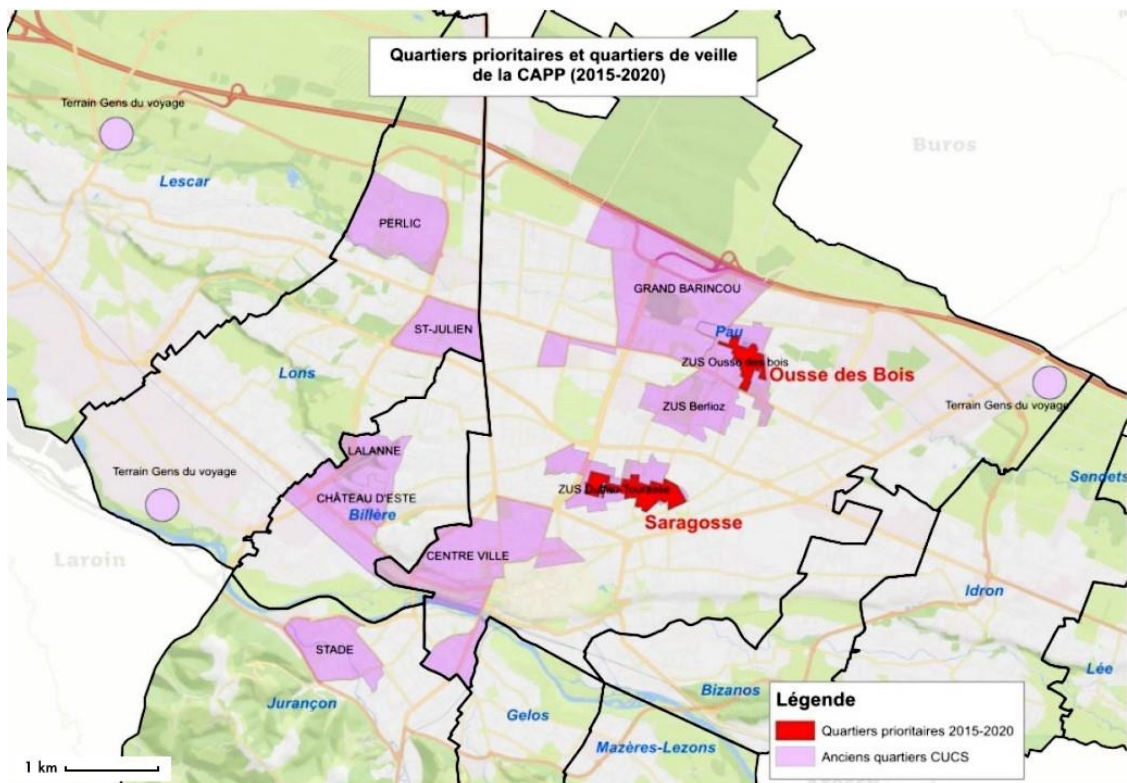 Quartiers prioritaires et quartiers de veille
de la CAPP (2015-2020)
Terrain Gens du voyage
Buros
Lescar
PERLIC
GRAND BARINCOU
ST-JULIEN
Pau
ZUS Ousse des bois
Ousse des Bois
Lons
ZUS Berlioz
Terrain Gens du voyage
LALANNE
Terrain Gens du voyage
Sendets
CHÂTEAU D'ESTE
Billère
ZUS
Saragosse
CENTRE VILLE
Laroin
Idron
STADE
Lée
Bizanos
Jurançon
Gelos
Mazères-Lezons
Légende
Quartiers prioritaires 2015-2020
Anciens quartiers CUCS
1 km